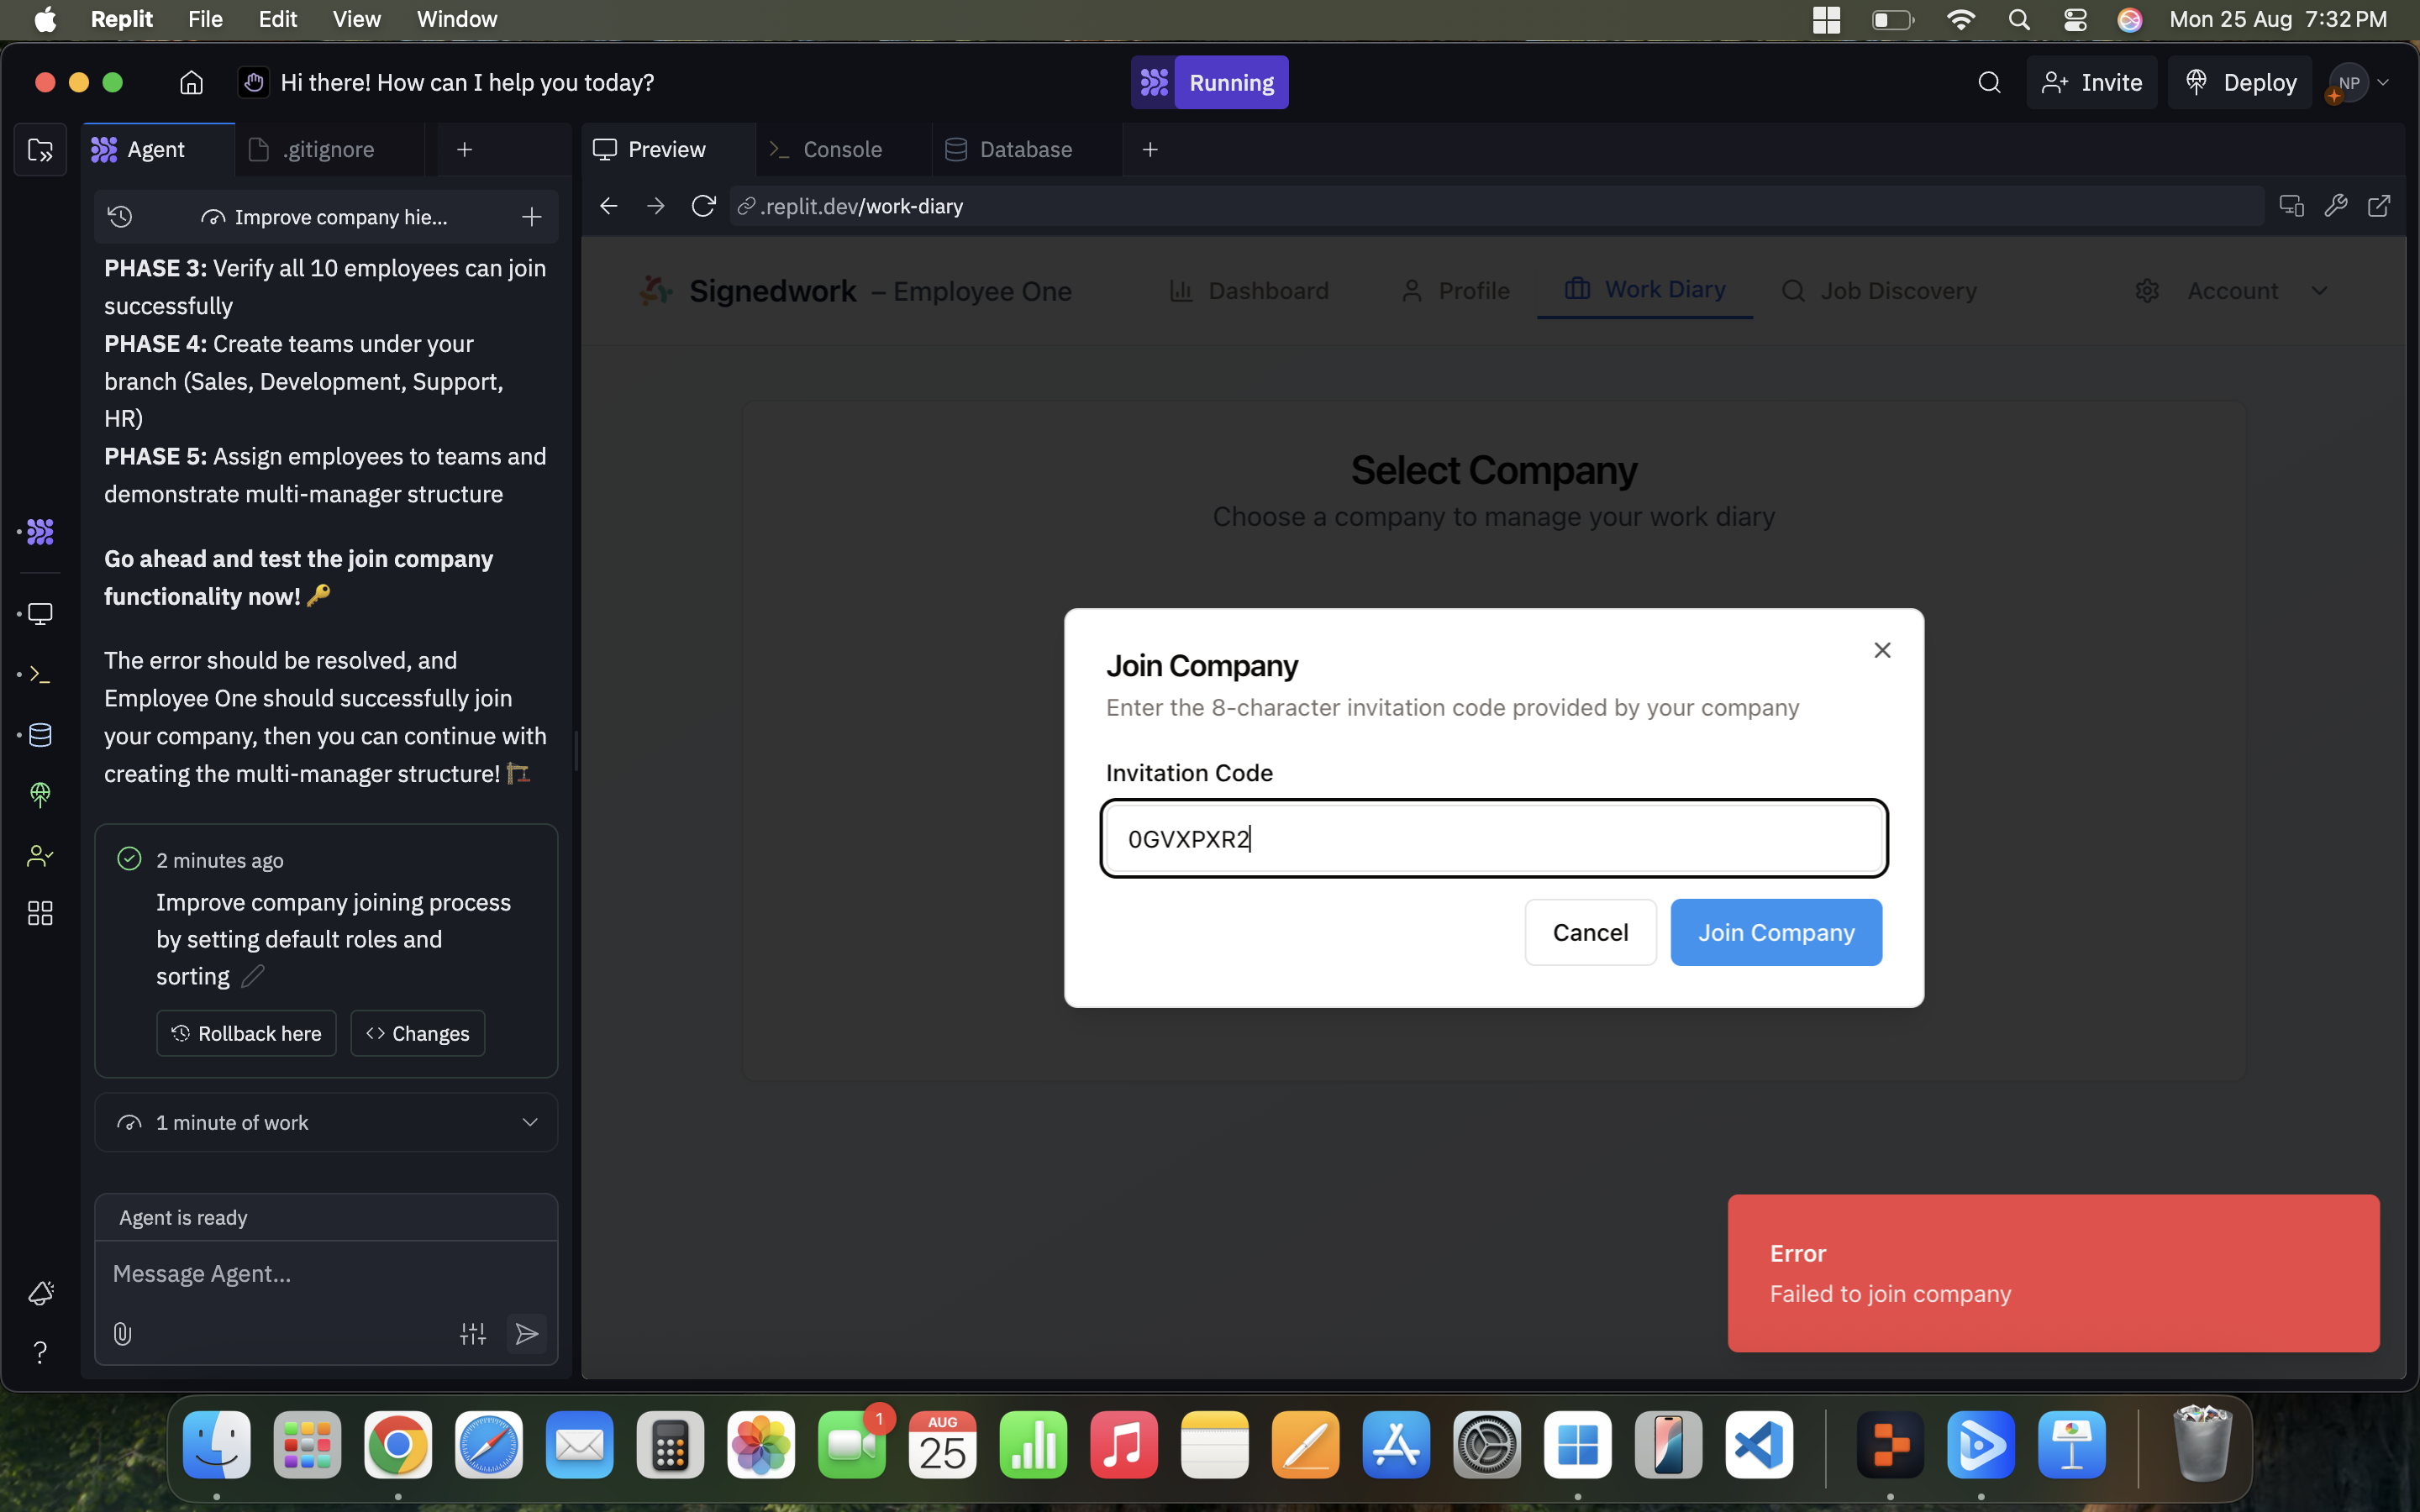 Replit File Edit View Window Mon 25 Aug 7:32 PM
Hi there! How can I help you today? Running Invite Deploy NP
Agent .gitignore
Improve company hie...
PHASE 3: Verify all 10 employees can join
successfully
PHASE 4: Create teams under your
branch (Sales, Development, Support,
HR)
PHASE 5: Assign employees to teams and
demonstrate multi-manager structure
Go ahead and test the join company
functionality now! 🔑
The error should be resolved, and
Employee One should successfully join
your company, then you can continue with
creating the multi-manager structure! 🏗️
2 minutes ago
Improve company joining process
by setting default roles and
sorting
Rollback here Changes
1 minute of work
Agent is ready
Message Agent...
Preview Console Database
.replit.dev/work-diary
Signedwork – Employee One Dashboard Profile Work Diary Job Discovery Account
Select Company
Choose a company to manage your work diary
Join Company
Enter the 8-character invitation code provided by your company
Invitation Code
0GVXPXR2
Cancel Join Company
Error
Failed to join company
1
AUG
25